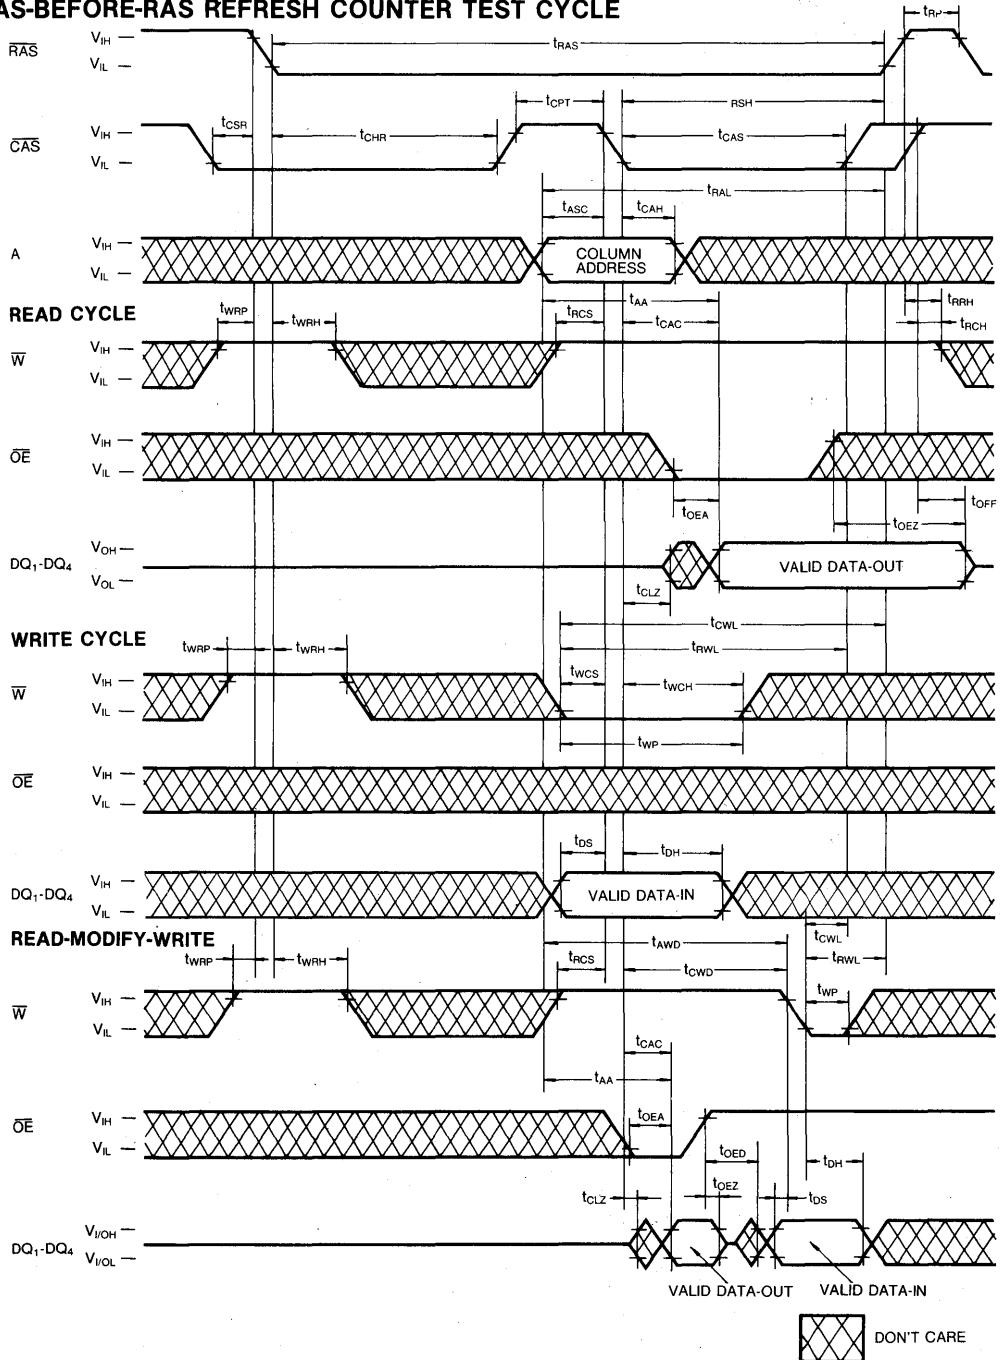 AS-BEFORE-RAS REFRESH COUNTER TEST CYCLE
tRP
RAS
VIH
VIL
tRAS
CAS
VIH
VIL
tCSR
tCHR
tCPT
RSH
tCAS
tRAL
tASC
tCAH
A
VIH
VIL
COLUMN
ADDRESS
READ CYCLE
tWRP
tWRH
tRCS
tAA
tCAC
tRRH
tRCH
W
VIH
VIL
OE
VIH
VIL
tOEA
tOEZ
tOFF
DQ1-DQ4
VOH
VOL
VALID DATA-OUT
tCLZ
WRITE CYCLE
tWRP
tWRH
tCWL
tRWL
W
VIH
VIL
tWCS
tWCH
tWP
OE
VIH
VIL
tDS
tDH
DQ1-DQ4
VIH
VIL
VALID DATA-IN
READ-MODIFY-WRITE
tWRP
tWRH
tRCS
tAWD
tCWD
tCWL
tRWL
tWP
W
VIH
VIL
tCAC
tAA
OE
VIH
VIL
tOEA
tOED
tOEZ
tDH
tCLZ
tDS
DQ1-DQ4
VI/OH
VI/OL
VALID DATA-OUT
VALID DATA-IN
DON'T CARE